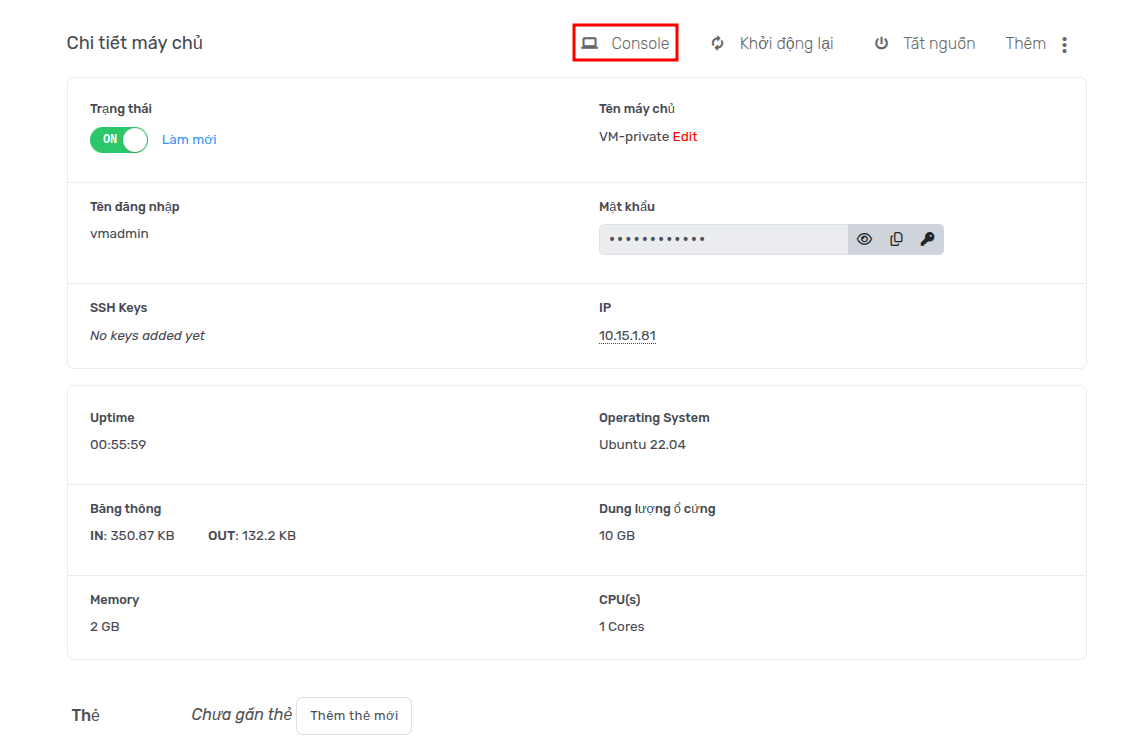 Chi tiết máy chủ
Console Khởi động lại Tắt nguồn Thêm
Trạng thái Tên máy chủ
ON Làm mới VM-private Edit
Tên đăng nhập Mật khẩu
vmadmin ••••••••••••
SSH Keys IP
No keys added yet 10.15.1.81
Uptime Operating System
00:55:59 Ubuntu 22.04
Băng thông Dung lượng ổ cứng
IN: 350.87 KB OUT: 132.2 KB 10 GB
Memory CPU(s)
2 GB 1 Cores
Thẻ Chưa gắn thẻ Thêm thẻ mới